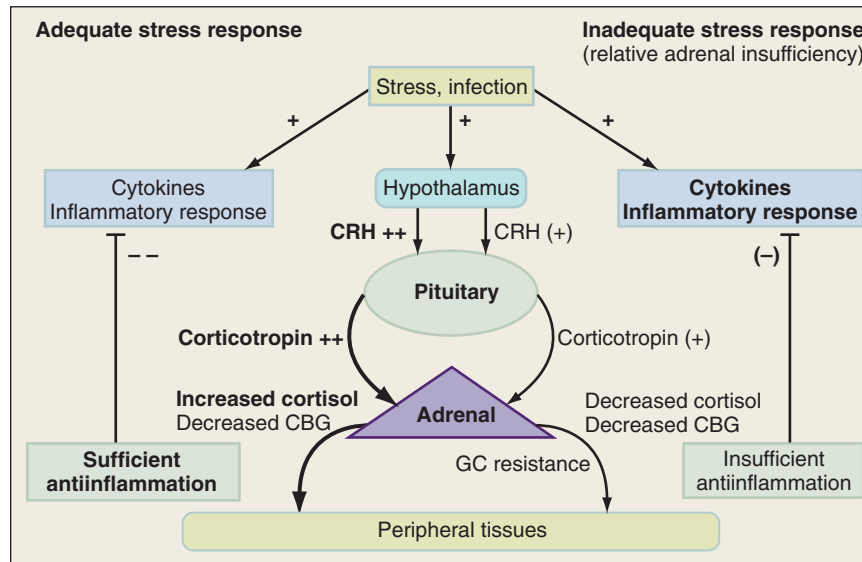 Adequate stress response
Inadequate stress response
(relative adrenal insufficiency)
Stress, infection
+
+
+
Cytokines
Inflammatory response
Hypothalamus
Cytokines
Inflammatory response
CRH ++
CRH (+)
– –
(–)
Pituitary
Corticotropin ++
Corticotropin (+)
Increased cortisol
Decreased CBG
Adrenal
Decreased cortisol
Decreased CBG
Sufficient
antiinflammation
GC resistance
Insufficient
antiinflammation
Peripheral tissues